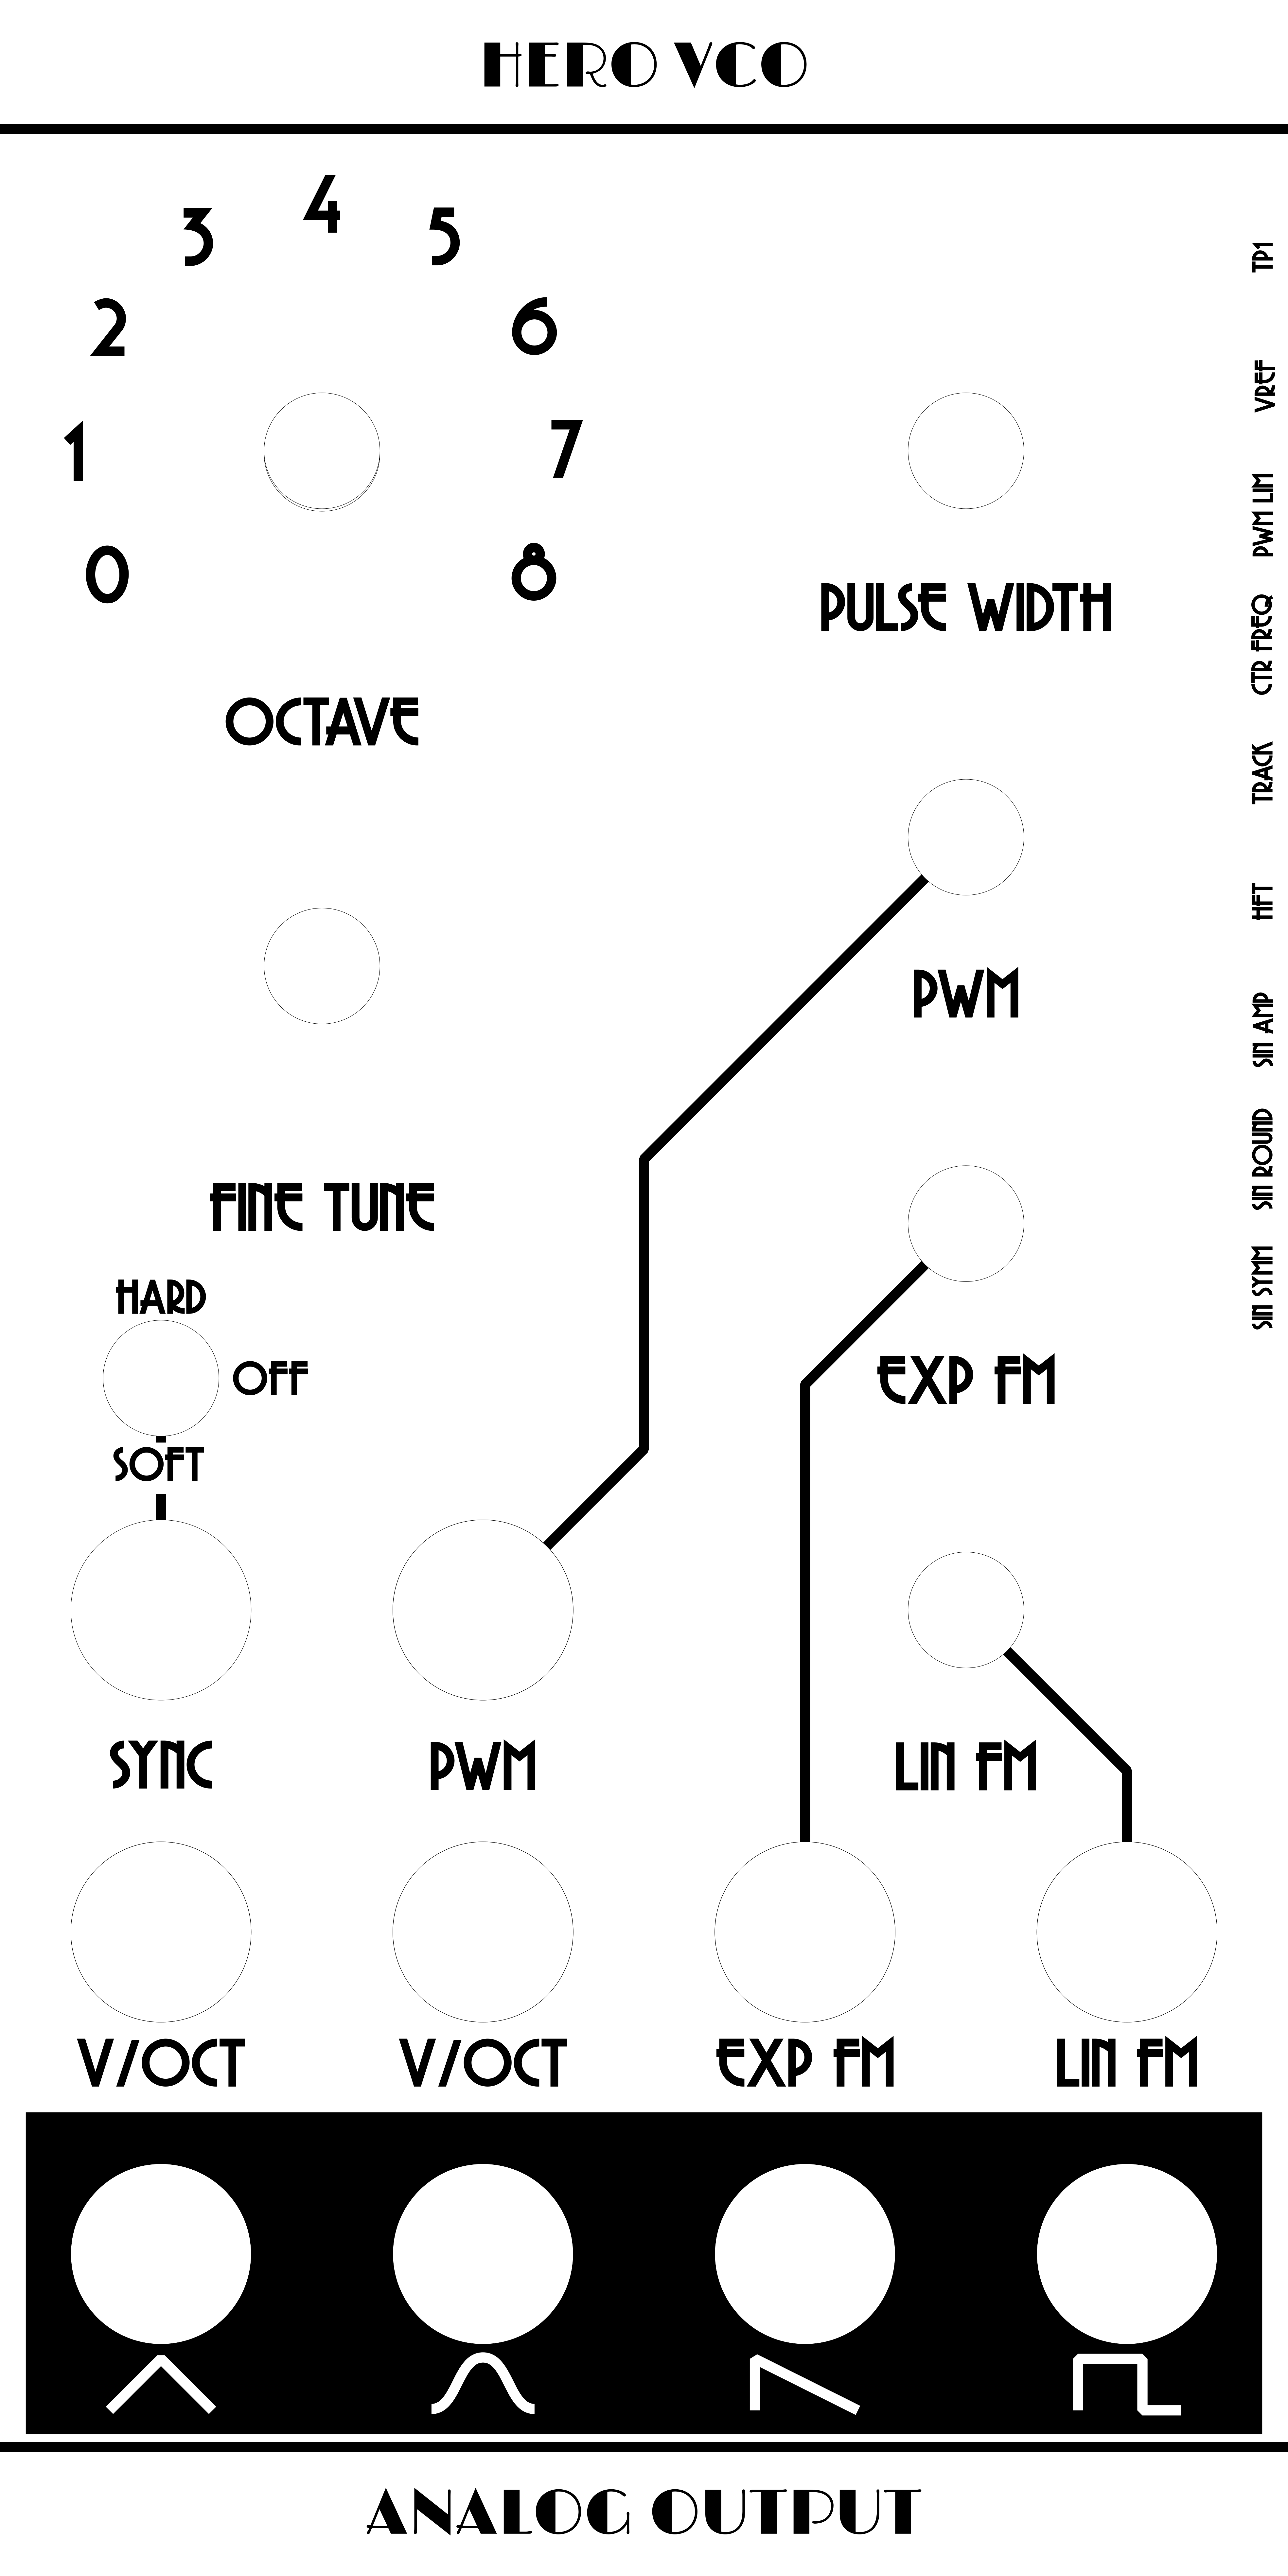 HERO VCO
4
3
5
2
6
1
7
0
8
OCTAVE
PULSE WIDTH
TP1
VREF
PWM LIM
CTR FREQ
TRACK
HFT
SIN AMP
SIN ROUND
SIN SYMM
PWM
FINE TUNE
HARD
OFF
SOFT
EXP FM
SYNC
PWM
LIN FM
V/OCT
V/OCT
EXP FM
LIN FM
ANALOG OUTPUT